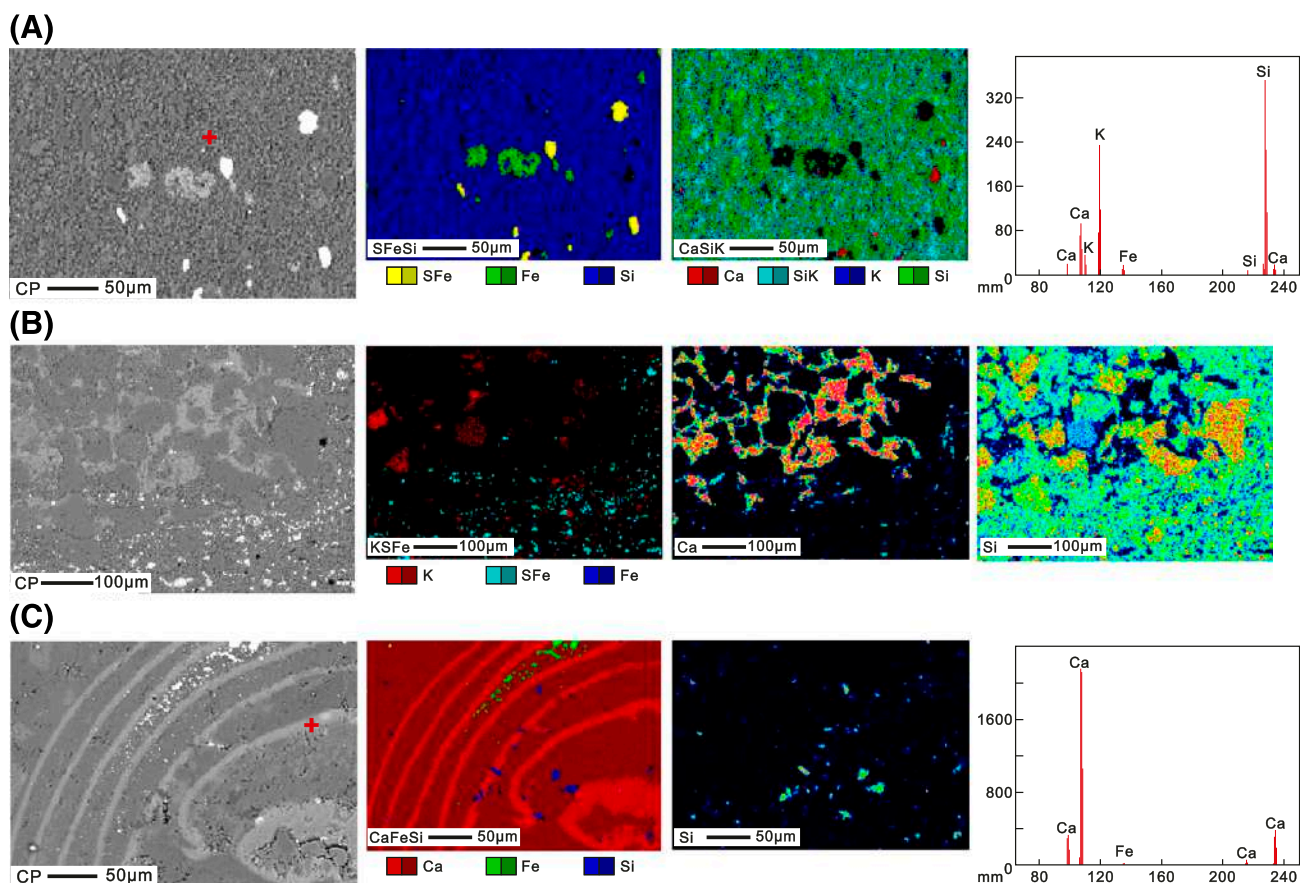 (A)
CP 50μm
SFeSi 50μm
SFe Fe Si
CaSiK 50μm
Ca SiK K Si
320
240
160
80
0
Ca
Ca
K
K
Fe
Si
Si
Ca
mm 80 120 160 200 240
(B)
CP 100μm
KSFe 100μm
K SFe Fe
Ca 100μm
Si 100μm
(C)
CP 50μm
CaFeSi 50μm
Ca Fe Si
Si 50μm
1600
800
0
Ca
Ca
Fe
Ca
Ca
mm 80 120 160 200 240